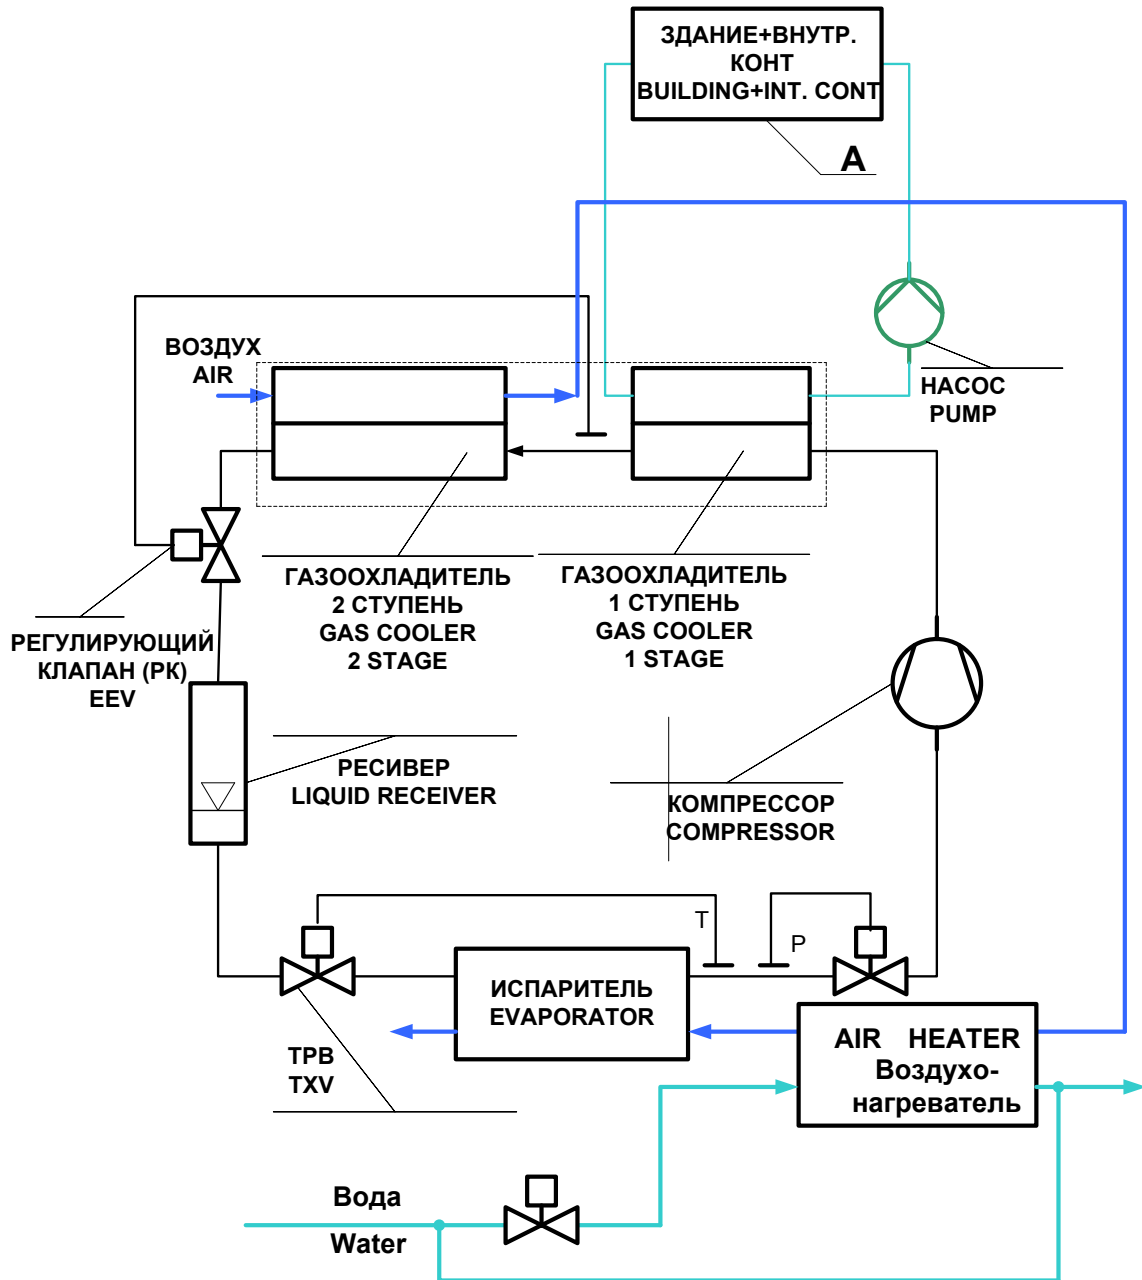 ЗДАНИЕ+ВНУТР.
КОНТ
BUILDING+INT. CONT
A
ВОЗДУХ
AIR
НАСОС
PUMP
ГАЗООХЛАДИТЕЛЬ
2 СТУПЕНЬ
GAS COOLER
2 STAGE
ГАЗООХЛАДИТЕЛЬ
1 СТУПЕНЬ
GAS COOLER
1 STAGE
РЕГУЛИРУЮЩИЙ
КЛАПАН (РК)
EEV
РЕСИВЕР
LIQUID RECEIVER
КОМПРЕССОР
COMPRESSOR
T
P
ИСПАРИТЕЛЬ
EVAPORATOR
ТРВ
TXV
AIR HEATER
Воздухо-
нагреватель
Вода
Water